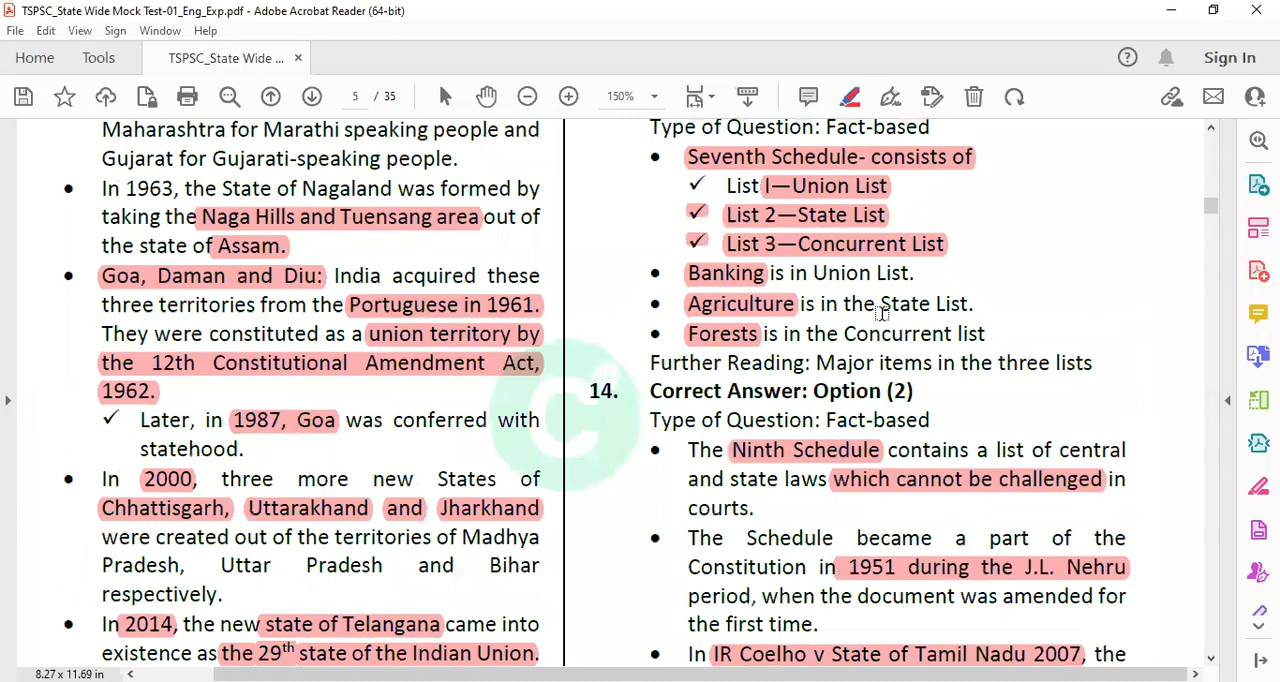 TSPSC_State Wide Mock Test-01_Eng_Exp.pdf - Adobe Acrobat Reader (64-bit)
File Edit View Sign Window Help
Home Tools TSPSC_State Wide ... × Sign In
5 / 35 150%
Maharashtra for Marathi speaking people and
Gujarat for Gujarati-speaking people.
• In 1963, the State of Nagaland was formed by
taking the Naga Hills and Tuensang area out of
the state of Assam.
• Goa, Daman and Diu: India acquired these
three territories from the Portuguese in 1961.
They were constituted as a union territory by
the 12th Constitutional Amendment Act,
1962.
✓ Later, in 1987, Goa was conferred with
statehood.
• In 2000, three more new States of
Chhattisgarh, Uttarakhand and Jharkhand
were created out of the territories of Madhya
Pradesh, Uttar Pradesh and Bihar
respectively.
• In 2014, the new state of Telangana came into
existence as the 29th state of the Indian Union.
Type of Question: Fact-based
• Seventh Schedule- consists of
✓ List I—Union List
✓ List 2—State List
✓ List 3—Concurrent List
• Banking is in Union List.
• Agriculture is in the State List.
• Forests is in the Concurrent list
Further Reading: Major items in the three lists
14. Correct Answer: Option (2)
Type of Question: Fact-based
• The Ninth Schedule contains a list of central
and state laws which cannot be challenged in
courts.
• The Schedule became a part of the
Constitution in 1951 during the J.L. Nehru
period, when the document was amended for
the first time.
• In IR Coelho v State of Tamil Nadu 2007, the
8.27 x 11.69 in